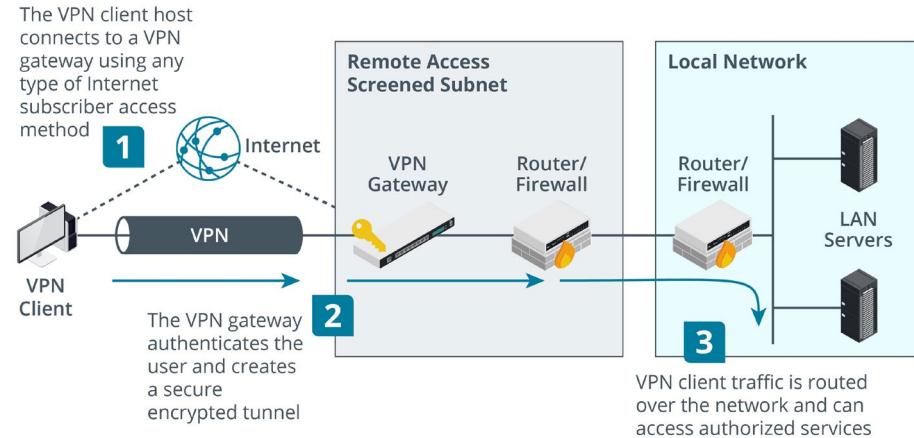 The VPN client host
connects to a VPN
gateway using any
type of Internet
subscriber access
method
1
Internet
Remote Access
Screened Subnet
Local Network
VPN
Gateway
Router/
Firewall
Router/
Firewall
LAN
Servers
VPN
VPN
Client
2
The VPN gateway
authenticates the
user and creates
a secure
encrypted tunnel
3
VPN client traffic is routed
over the network and can
access authorized services